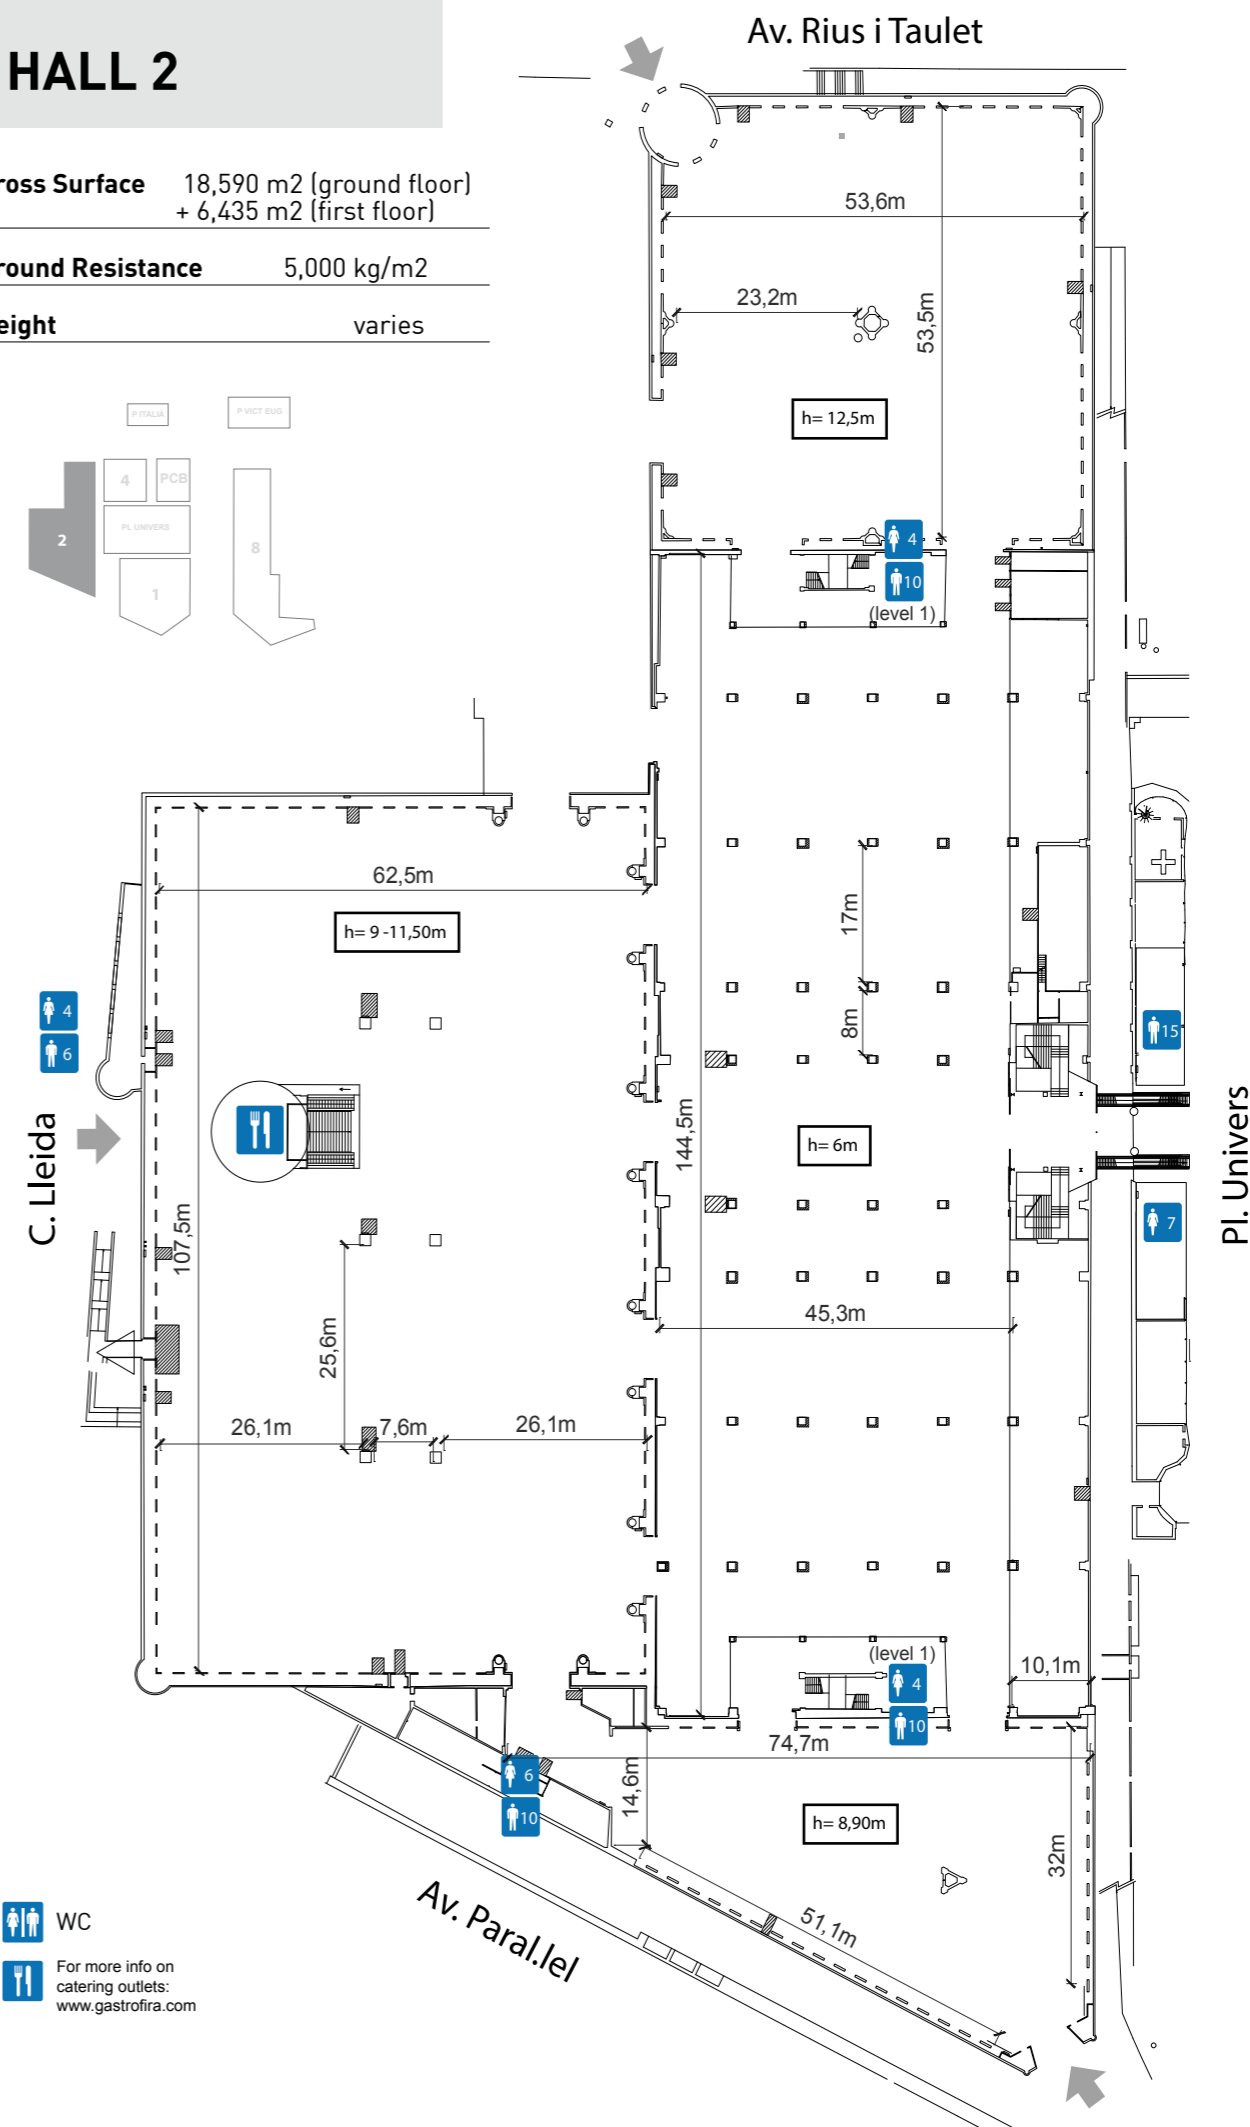 HALL 2
ross Surface 18,590 m2 (ground floor)
+ 6,435 m2 (first floor)
round Resistance 5,000 kg/m2
eight varies
Av. Rius i Taulet
P ITALIÀ
P VICT EUG
4
PCB
PL UNIVERS
2
8
1
53,6m
23,2m
53,5m
h= 12,5m
4
10
(level 1)
62,5m
h= 9 -11,50m
17m
8m
4
6
15
C. Lleida
144,5m
h= 6m
Pl. Univers
107,5m
7
45,3m
25,6m
26,1m
7,6m
26,1m
(level 1)
4
10
10,1m
74,7m
6
10
14,6m
h= 8,90m
32m
51,1m
Av. Paral.lel
WC
For more info on
catering outlets:
www.gastrofira.com